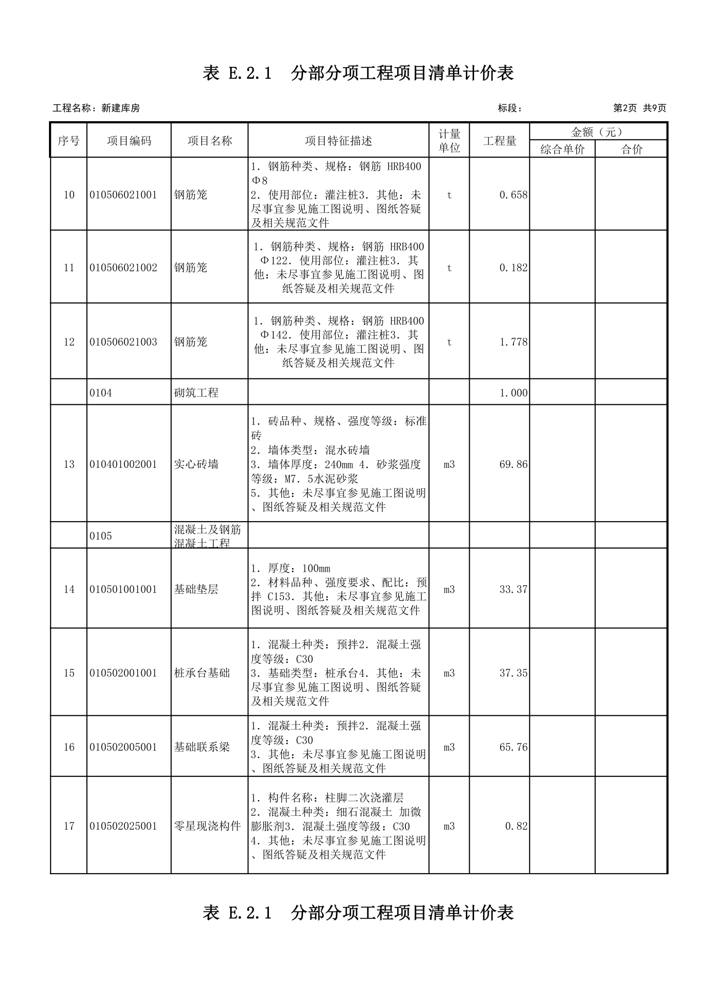 表 E.2.1  分部分项工程项目清单计价表
工程名称：新建库房 标段： 第2页 共9页
序号 项目编码 项目名称 项目特征描述 计量 单位 工程量 金额（元）
综合单价 合价
10 010506021001 钢筋笼 1. 钢筋种类、规格：钢筋 HRB400
Φ8
2. 使用部位：灌注桩3. 其他：未
尽事宜参见施工图说明、图纸答疑
及相关规范文件 t 0.658
11 010506021002 钢筋笼 1. 钢筋种类、规格：钢筋 HRB400
Φ122. 使用部位：灌注桩3. 其
他：未尽事宜参见施工图说明、图
纸答疑及相关规范文件 t 0.182
12 010506021003 钢筋笼 1. 钢筋种类、规格：钢筋 HRB400
Φ142. 使用部位：灌注桩3. 其
他：未尽事宜参见施工图说明、图
纸答疑及相关规范文件 t 1.778
0104 砌筑工程 1.000
13 010401002001 实心砖墙 1. 砖品种、规格、强度等级：标准
砖
2. 墙体类型：混水砖墙
3. 墙体厚度：240mm 4. 砂浆强度
等级：M7. 5水泥砂浆
5. 其他：未尽事宜参见施工图说明
、图纸答疑及相关规范文件 m3 69.86
0105 混凝土及钢筋
混凝土工程
14 010501001001 基础垫层 1. 厚度：100mm
2. 材料品种、强度要求、配比：预
拌 C153. 其他：未尽事宜参见施工
图说明、图纸答疑及相关规范文件 m3 33.37
15 010502001001 桩承台基础 1. 混凝土种类：预拌2. 混凝土强
度等级：C30
3. 基础类型：桩承台4. 其他：未
尽事宜参见施工图说明、图纸答疑
及相关规范文件 m3 37.35
16 010502005001 基础联系梁 1. 混凝土种类：预拌2. 混凝土强
度等级：C30
3. 其他：未尽事宜参见施工图说明
、图纸答疑及相关规范文件 m3 65.76
17 010502025001 零星现浇构件 1. 构件名称：柱脚二次浇灌层
2. 混凝土种类：细石混凝土 加微
膨胀剂3. 混凝土强度等级：C30
4. 其他：未尽事宜参见施工图说明
、图纸答疑及相关规范文件 m3 0.82
表 E.2.1  分部分项工程项目清单计价表